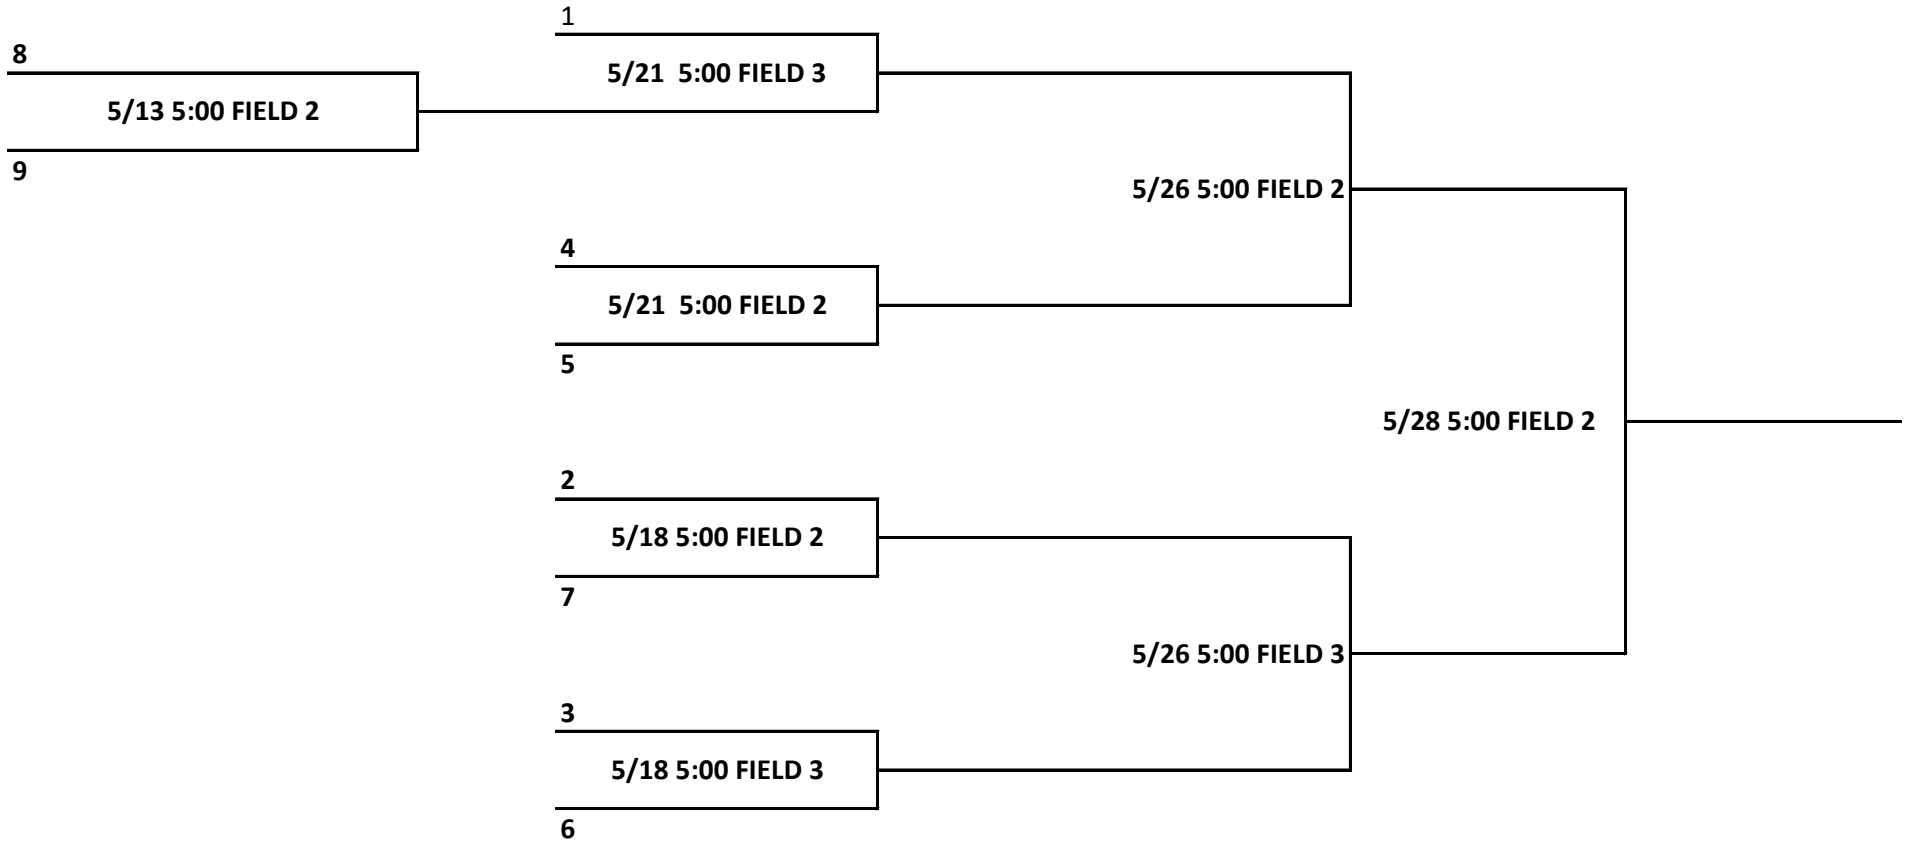 1
8
5/21  5:00 FIELD 3
5/13 5:00 FIELD 2
9
5/26 5:00 FIELD 2
4
5/21  5:00 FIELD 2
5
5/28 5:00 FIELD 2
2
5/18 5:00 FIELD 2
7
5/26 5:00 FIELD 3
3
5/18 5:00 FIELD 3
6